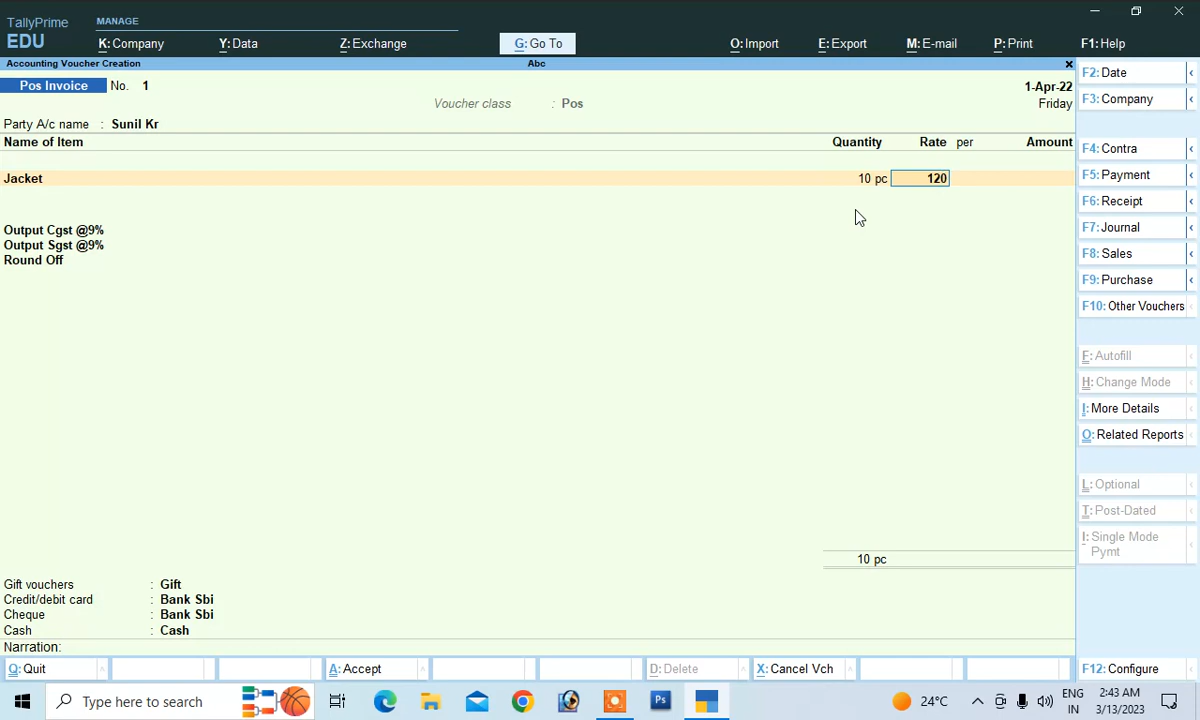 TallyPrime
EDU
MANAGE
K: Company
Y: Data
Z: Exchange
G: Go To
O: Import
E: Export
M: E-mail
P: Print
F1: Help
Accounting Voucher Creation
Abc
Pos Invoice No. 1
1-Apr-22
Voucher class : Pos
Friday
Party A/c name : Sunil Kr
Name of Item Quantity Rate per Amount
Jacket 10 pc 120
Output Cgst @9%
Output Sgst @9%
Round Off
10 pc
Gift vouchers : Gift
Credit/debit card : Bank Sbi
Cheque : Bank Sbi
Cash : Cash
Narration:
F2: Date
F3: Company
F4: Contra
F5: Payment
F6: Receipt
F7: Journal
F8: Sales
F9: Purchase
F10: Other Vouchers
F: Autofill
H: Change Mode
I: More Details
O: Related Reports
L: Optional
T: Post-Dated
I: Single Mode
Pymt
Q: Quit
A: Accept
D: Delete
X: Cancel Vch
F12: Configure
Type here to search
Ps
24°C
ENG
IN
2:43 AM
3/13/2023